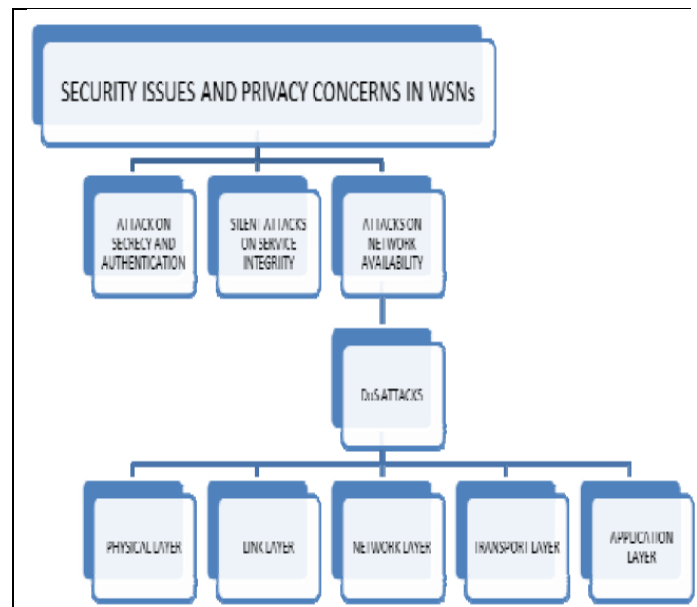 SECURITY ISSUES AND PRIVACY CONCERNS IN WSNs
ATTACK ON
SECRECY AND
AUTHENTICATION
SILENT ATTACKS
ON SERVICE
INTEGRIITY
ATTACKS ON
NETWORK
AVAILABILITY
DoS ATTACKS
PHYSICAL LAYER
LINK LAYER
NETWORK LAYER
TRANSPORT LAYER
APPLICATION
LAYER